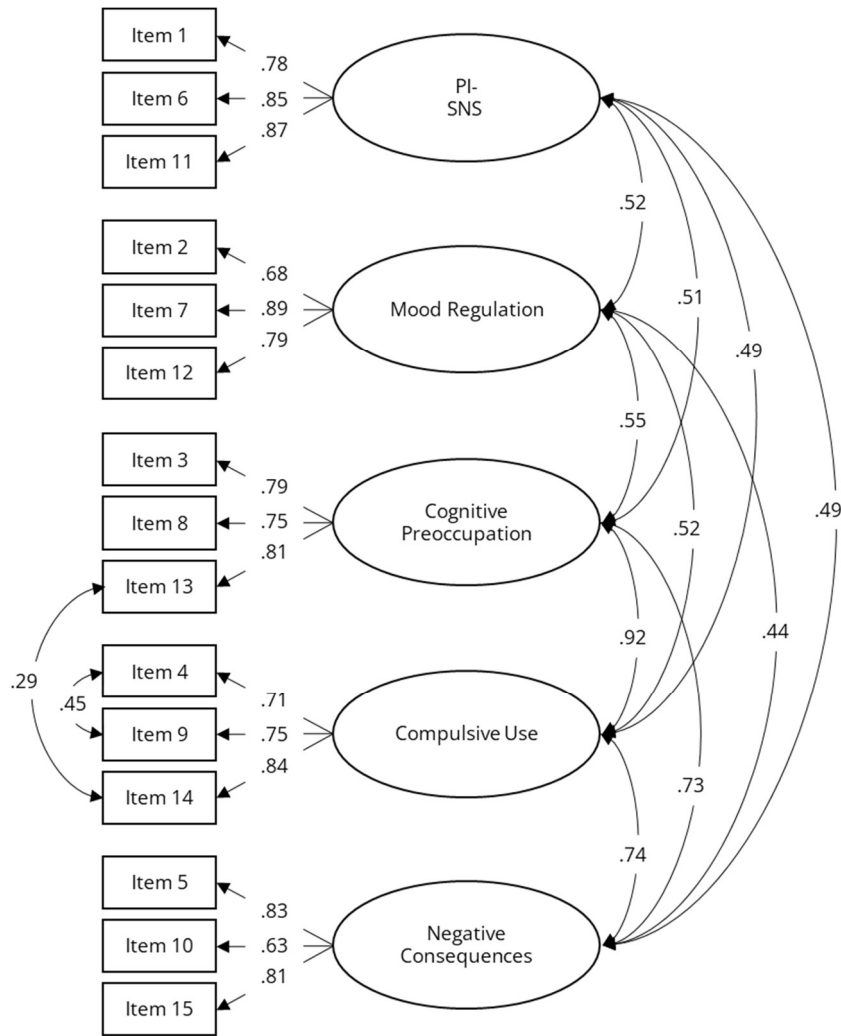 Item 1
Item 6
Item 11
.78
.85
.87
PI-
SNS
Item 2
Item 7
Item 12
.68
.89
.79
Mood Regulation
Item 3
Item 8
Item 13
.79
.75
.81
Cognitive
Preoccupation
Item 4
Item 9
Item 14
.71
.75
.84
Compulsive Use
Item 5
Item 10
Item 15
.83
.63
.81
Negative
Consequences
.29
.45
.52
.51
.49
.49
.55
.52
.44
.92
.73
.74